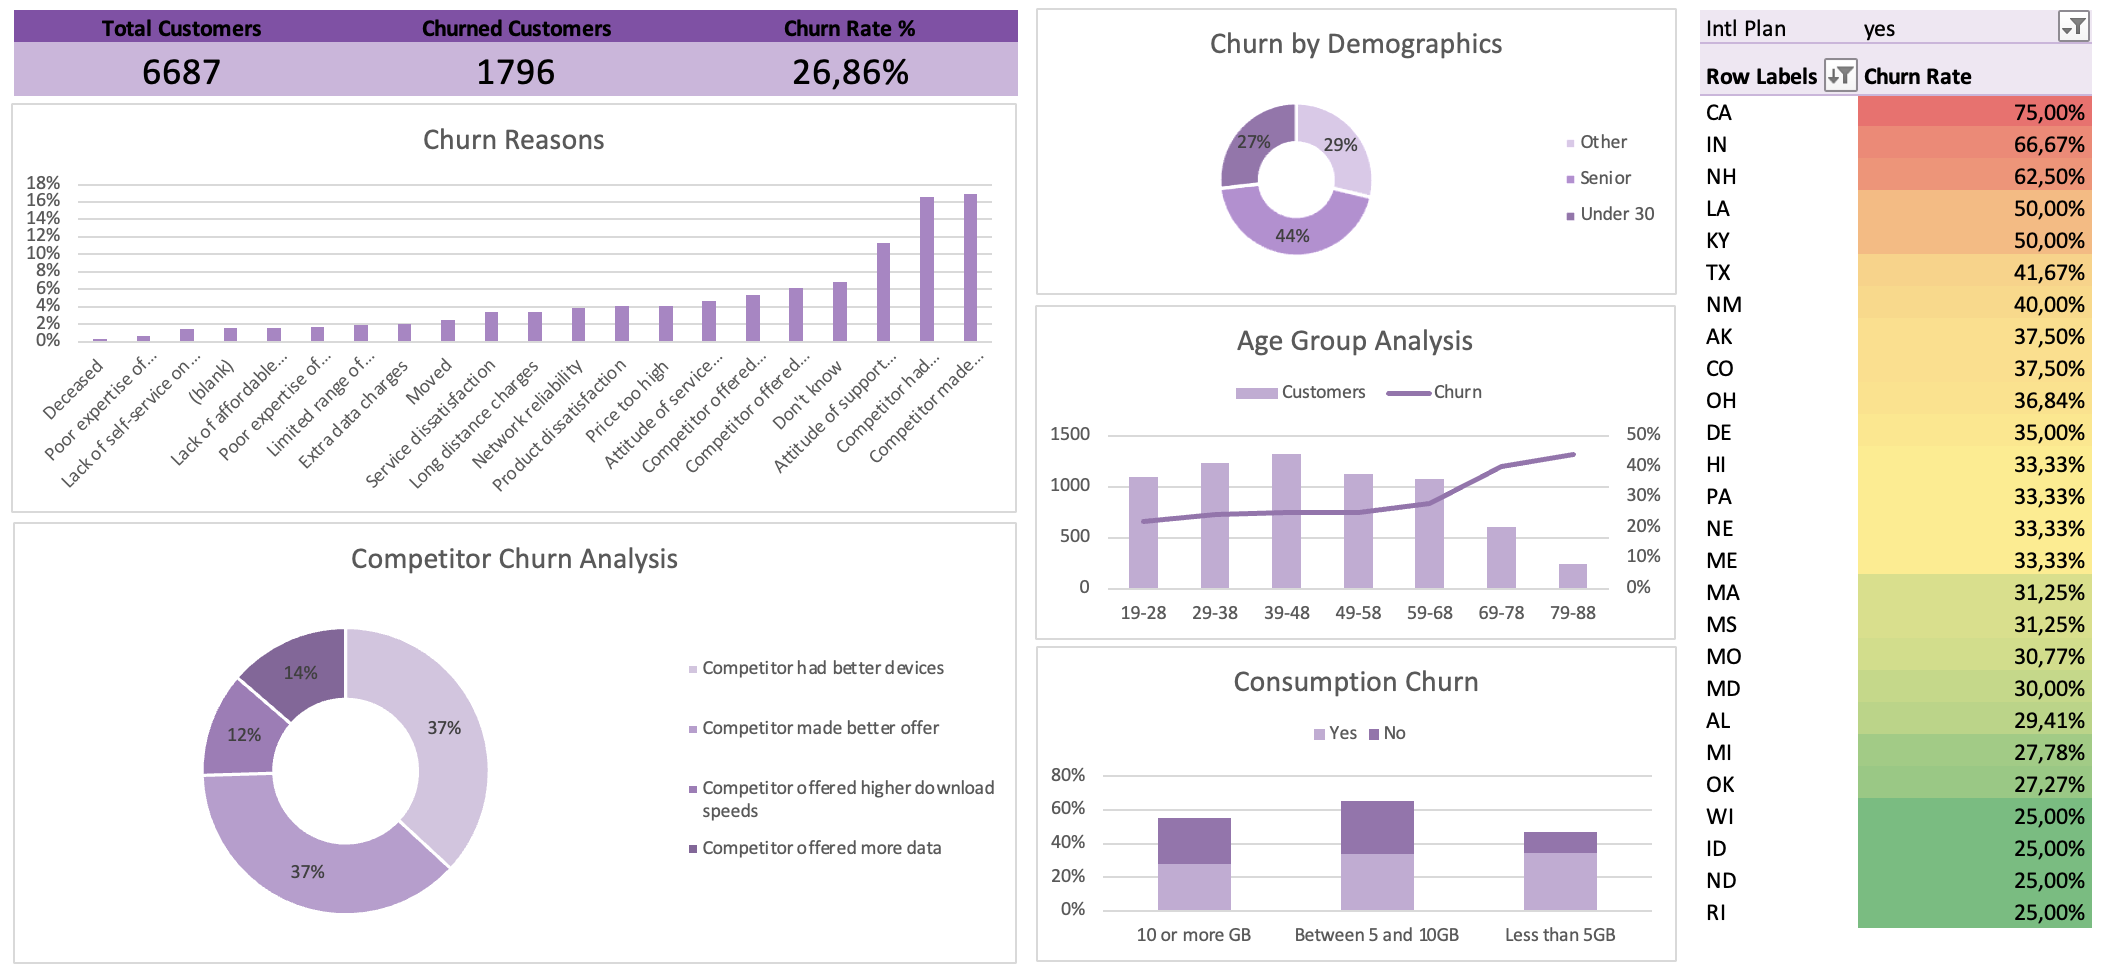 Total Customers Churned Customers Churn Rate %
6687 1796 26,86%
Churn Reasons
18%
16%
14%
12%
10%
8%
6%
4%
2%
0%
Deceased
Poor expertise of...
Lack of self-service on...
(blank)
Lack of affordable...
Poor expertise of...
Limited range of...
Extra data charges
Moved
Service dissatisfaction
Long distance charges
Network reliability
Product dissatisfaction
Price too high
Attitude of service...
Competitor offered...
Competitor offered...
Don't know
Attitude of support...
Competitor had...
Competitor made...
Competitor Churn Analysis
14%
37%
12%
37%
Competitor had better devices
Competitor made better offer
Competitor offered higher download
speeds
Competitor offered more data
Churn by Demographics
27%
29%
44%
Other
Senior
Under 30
Age Group Analysis
Customers Churn
1500
1000
500
0
50%
40%
30%
20%
10%
0%
19-28 29-38 39-48 49-58 59-68 69-78 79-88
Consumption Churn
Yes No
80%
60%
40%
20%
0%
10 or more GB Between 5 and 10GB Less than 5GB
Intl Plan yes
Row Labels Churn Rate
CA 75,00%
IN 66,67%
NH 62,50%
LA 50,00%
KY 50,00%
TX 41,67%
NM 40,00%
AK 37,50%
CO 37,50%
OH 36,84%
DE 35,00%
HI 33,33%
PA 33,33%
NE 33,33%
ME 33,33%
MA 31,25%
MS 31,25%
MO 30,77%
MD 30,00%
AL 29,41%
MI 27,78%
OK 27,27%
WI 25,00%
ID 25,00%
ND 25,00%
RI 25,00%